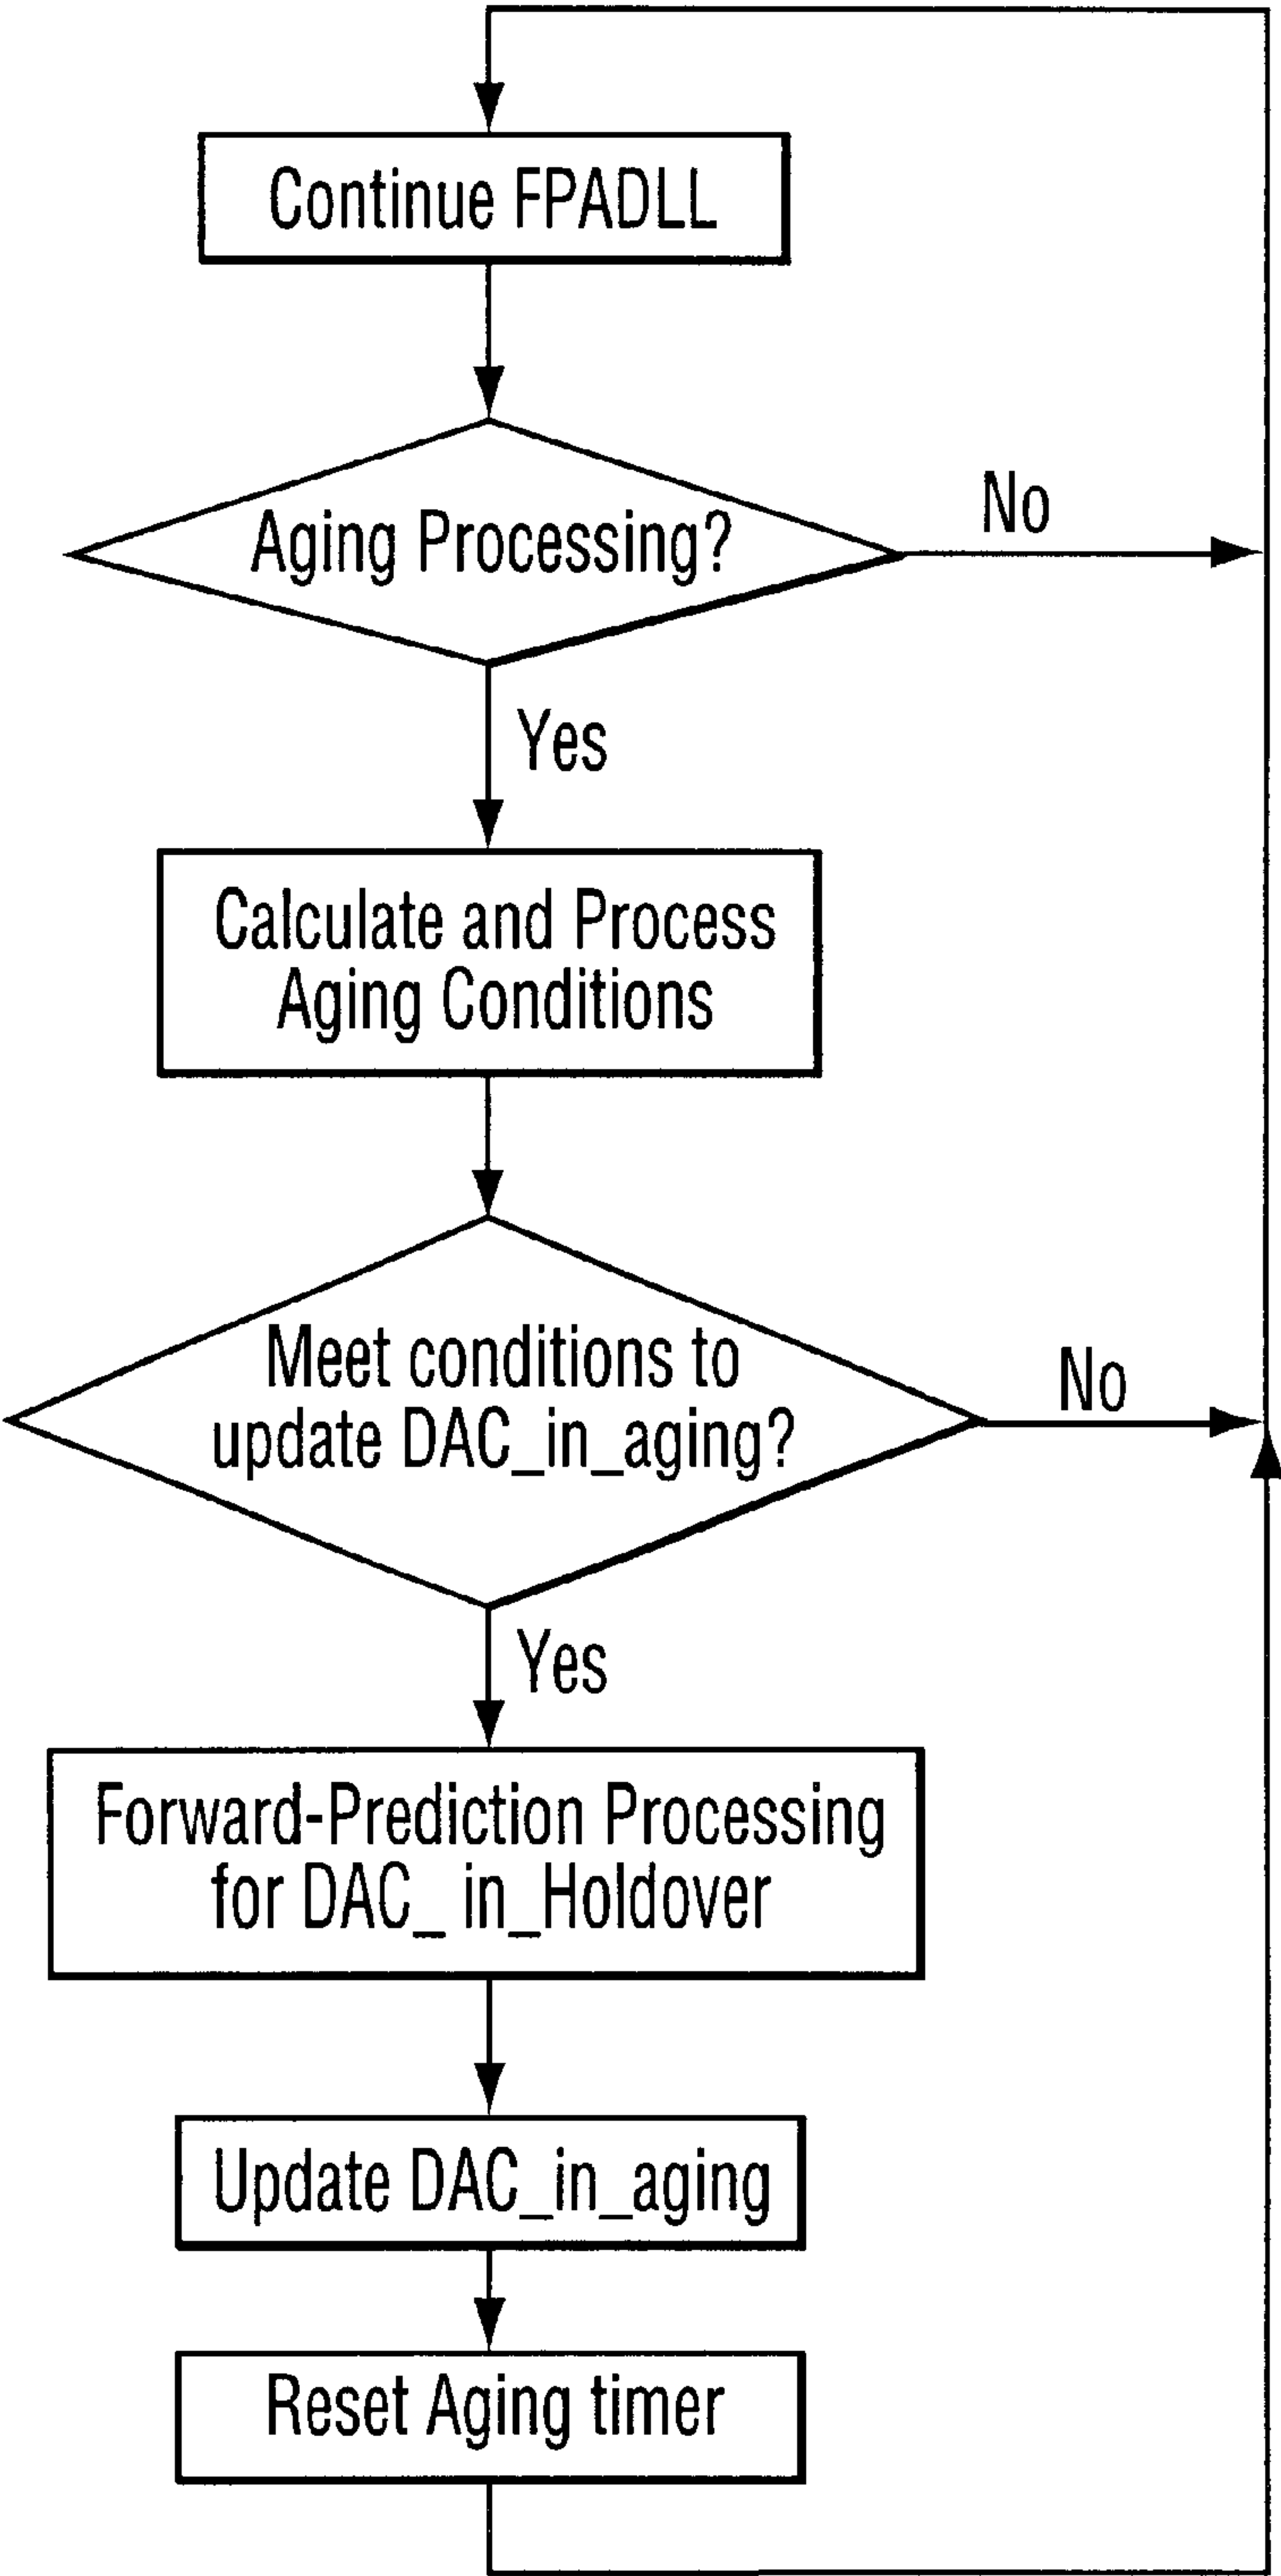 Continue FPADLL
Aging Processing?
No
Yes
Calculate and Process
Aging Conditions
Meet conditions to
update DAC_in_aging?
No
Yes
Forward-Prediction Processing
for DAC_ in_Holdover
Update DAC_in_aging
Reset Aging timer